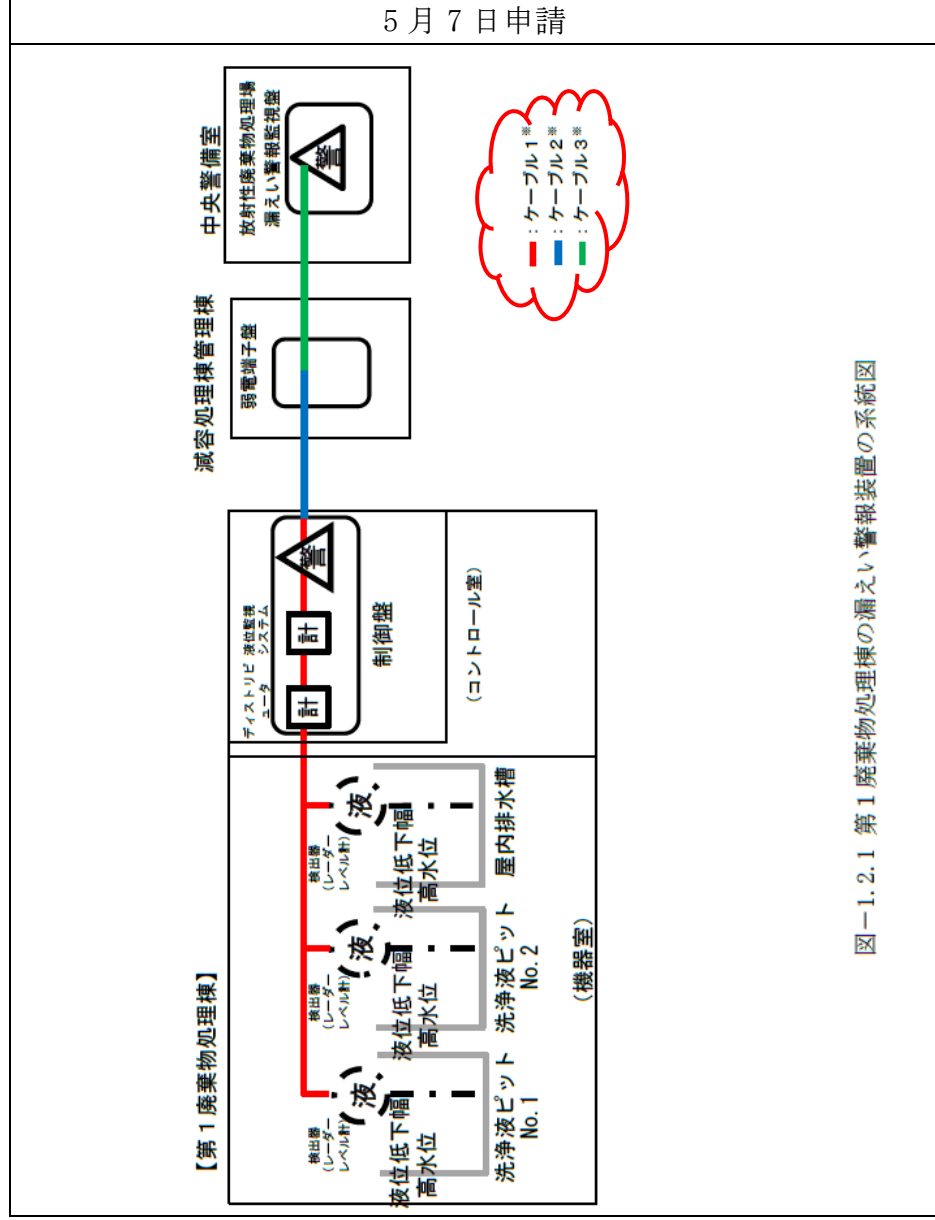 5月7日申請
【第1廃棄物処理棟】
検出器
(レーダー
レベル計)
液
液位低下幅
高水位
洗浄液ピット
No.1
検出器
(レーダー
レベル計)
液
液位低下幅
高水位
洗浄液ピット
No.2
検出器
(レーダー
レベル計)
液
液位低下幅
高水位
屋内排水槽
(機器室)
ディストリビ
ュータ
液位監視
システム
計
計
警
制御盤
(コントロール室)
減容処理棟管理棟
弱電端子盤
中央警備室
放射性廃棄物処理場
漏えい警報監視盤
警
:ケーブル1※
:ケーブル2※
:ケーブル3※
図-1.2.1 第1廃棄物処理棟の漏えい警報装置の系統図